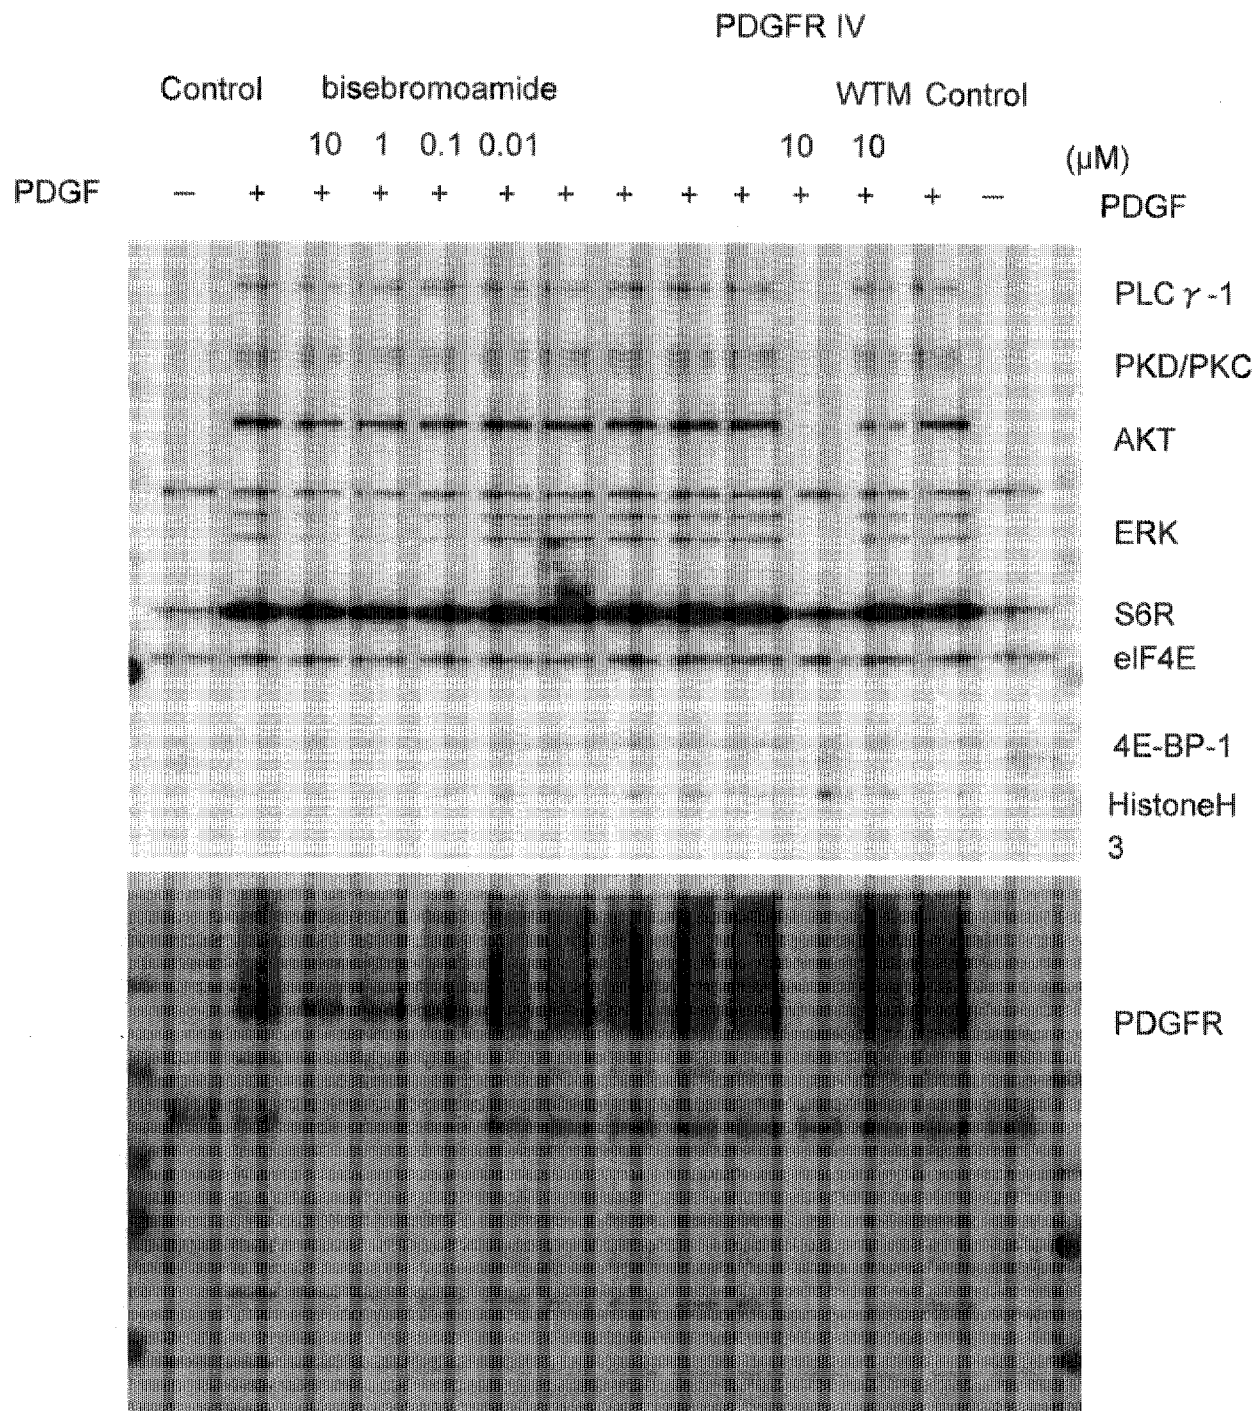 PDGFR IV
Control bisebromoamide WTM Control
10 1 0.1 0.01 10 10 (μM)
PDGF — + + + + + + + + + + + + — PDGF
PLC γ -1
PKD/PKC
AKT
ERK
S6R
eIF4E
4E-BP-1
HistoneH
3
PDGFR